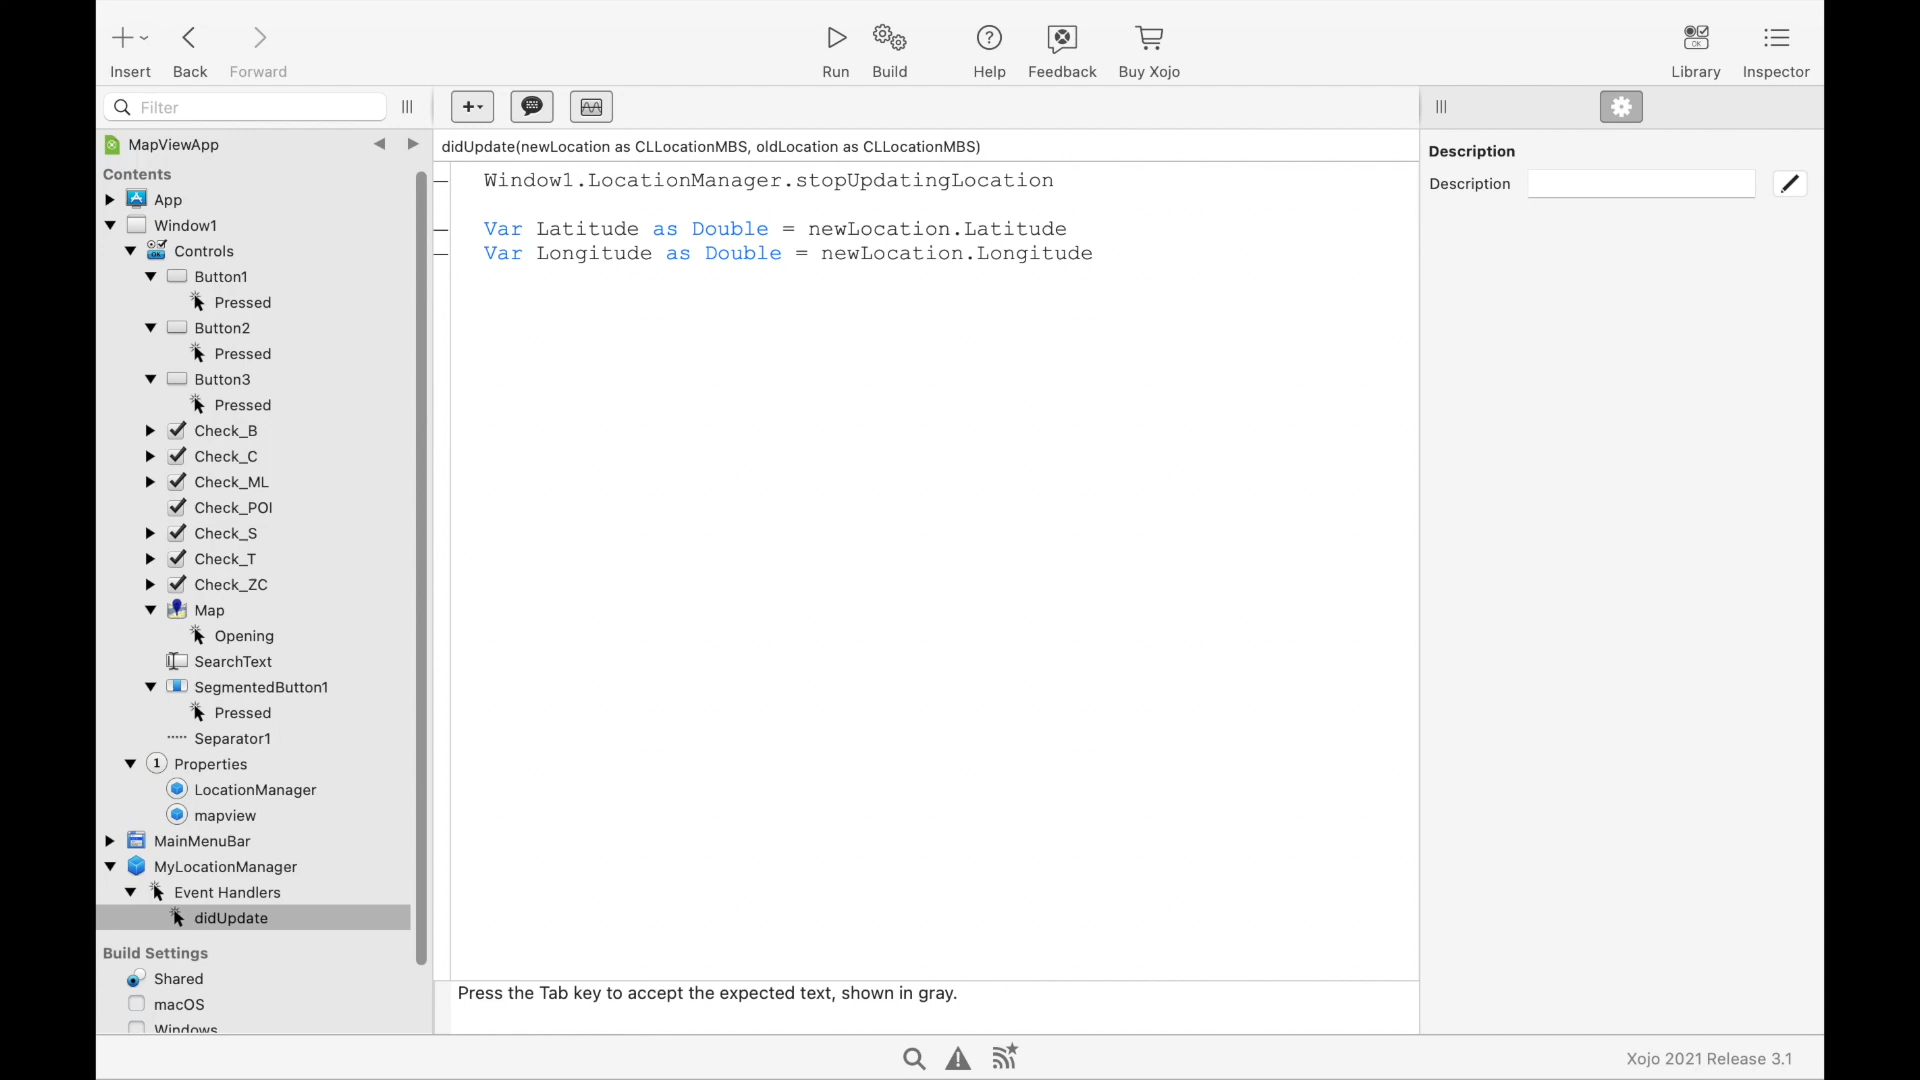 Insert Back Forward Run Build Help Feedback Buy Xojo Library Inspector
Filter
MapViewApp
didUpdate(newLocation as CLLocationMBS, oldLocation as CLLocationMBS)
Contents
App
Window1
Controls
Button1
Pressed
Button2
Pressed
Button3
Pressed
Check_B
Check_C
Check_ML
Check_POI
Check_S
Check_T
Check_ZC
Map
Opening
SearchText
SegmentedButton1
Pressed
Separator1
1 Properties
LocationManager
mapview
MainMenuBar
MyLocationManager
Event Handlers
didUpdate
Build Settings
Shared
macOS
Windows
Window1.LocationManager.stopUpdatingLocation
Var Latitude as Double = newLocation.Latitude
Var Longitude as Double = newLocation.Longitude
Press the Tab key to accept the expected text, shown in gray.
Description
Description
Xojo 2021 Release 3.1